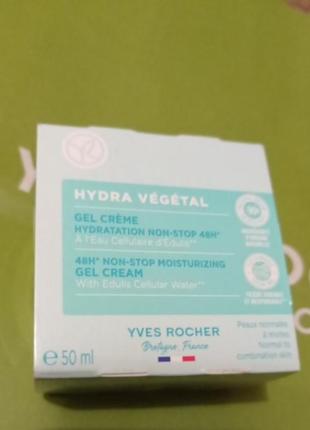 HYDRA VÉGÉTAL
GEL CRÈME
HYDRATATION NON-STOP 48H*
À l'Eau Cellulaire d'Edulis**
48H* NON-STOP MOISTURIZING
GEL CREAM
With Edulis Cellular Water**
YVES ROCHER
Bretagne, France
e 50 ml
Peaux normales
à mixtes
Normal to
combination skin